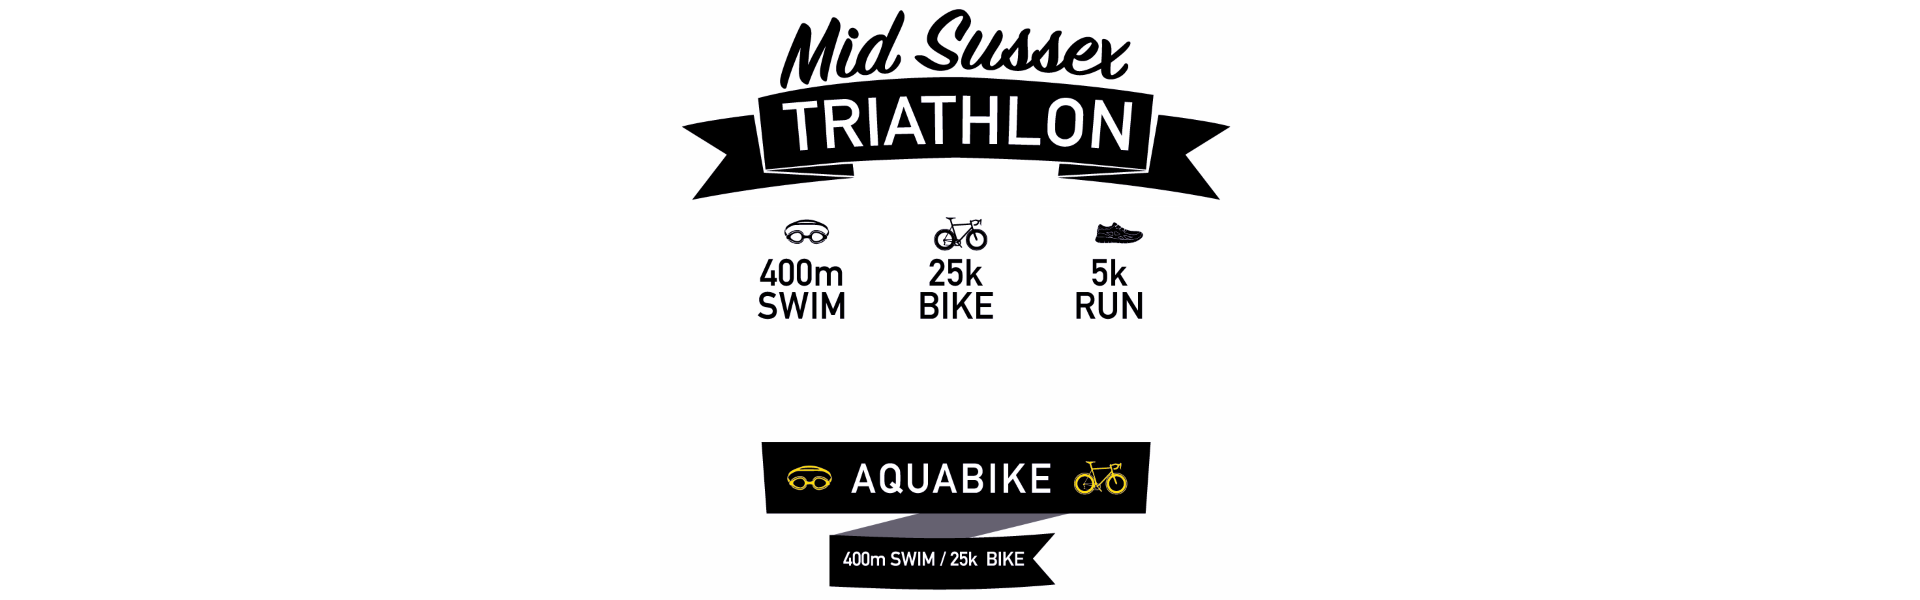 Mid Sussex
TRIATHLON
400m SWIM
25k BIKE
5k RUN
AQUABIKE
400m SWIM / 25k BIKE